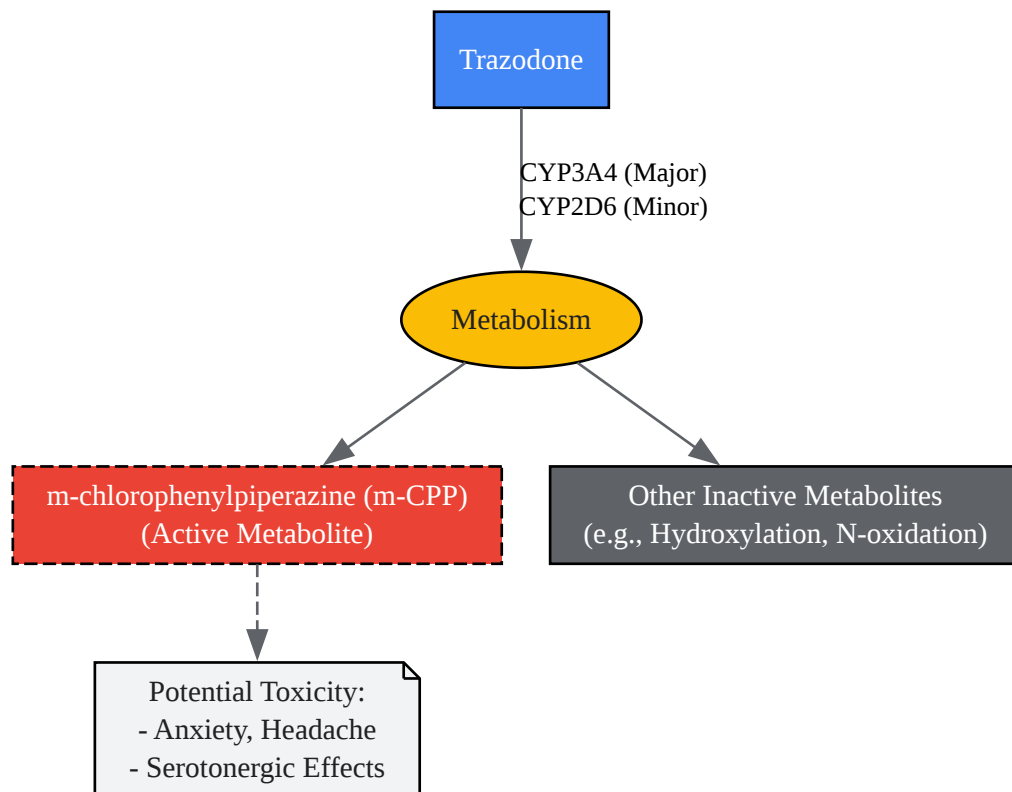 Trazodone
CYP3A4 (Major)
CYP2D6 (Minor)
Metabolism
m-chlorophenylpiperazine (m-CPP)
(Active Metabolite)
Other Inactive Metabolites
(e.g., Hydroxylation, N-oxidation)
Potential Toxicity:
- Anxiety, Headache
- Serotonergic Effects